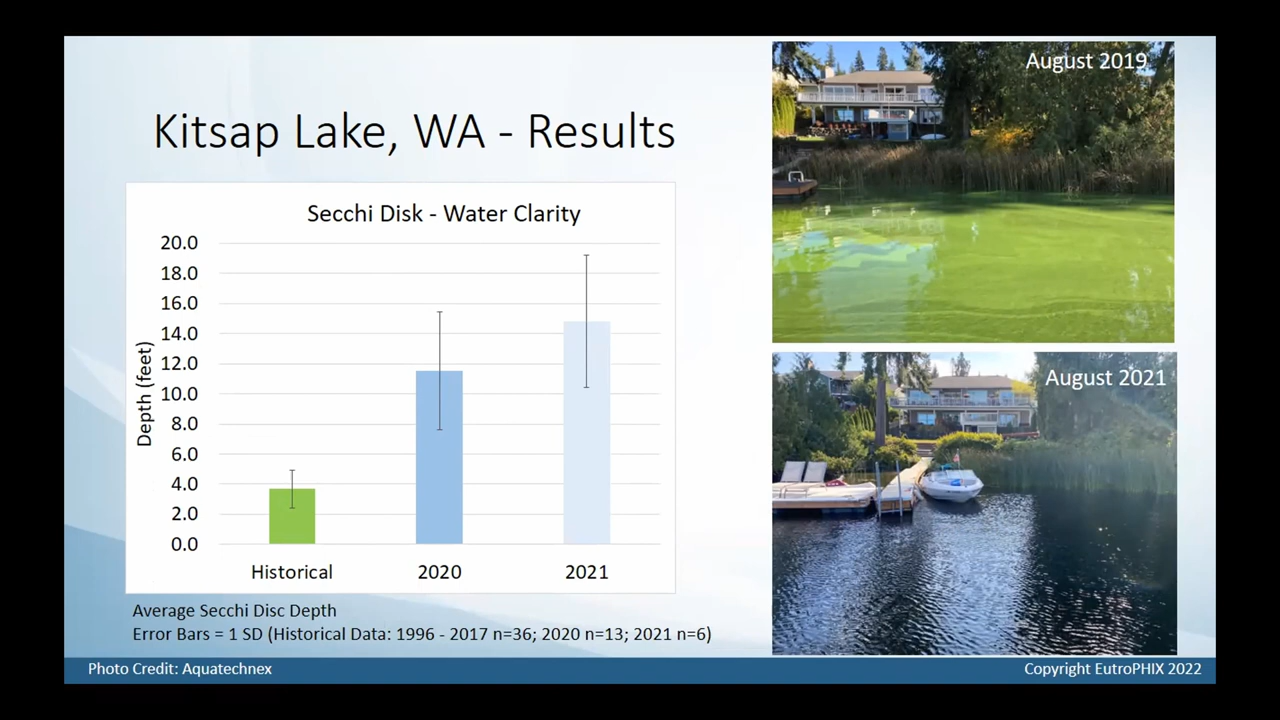 Kitsap Lake, WA - Results
August 2019
Secchi Disk - Water Clarity
Depth (feet)
20.0
18.0
16.0
14.0
12.0
10.0
8.0
6.0
4.0
2.0
0.0
Historical 2020 2021
August 2021
Average Secchi Disc Depth
Error Bars = 1 SD (Historical Data: 1996 - 2017 n=36; 2020 n=13; 2021 n=6)
Photo Credit: Aquatechnex
Copyright EutroPHIX 2022